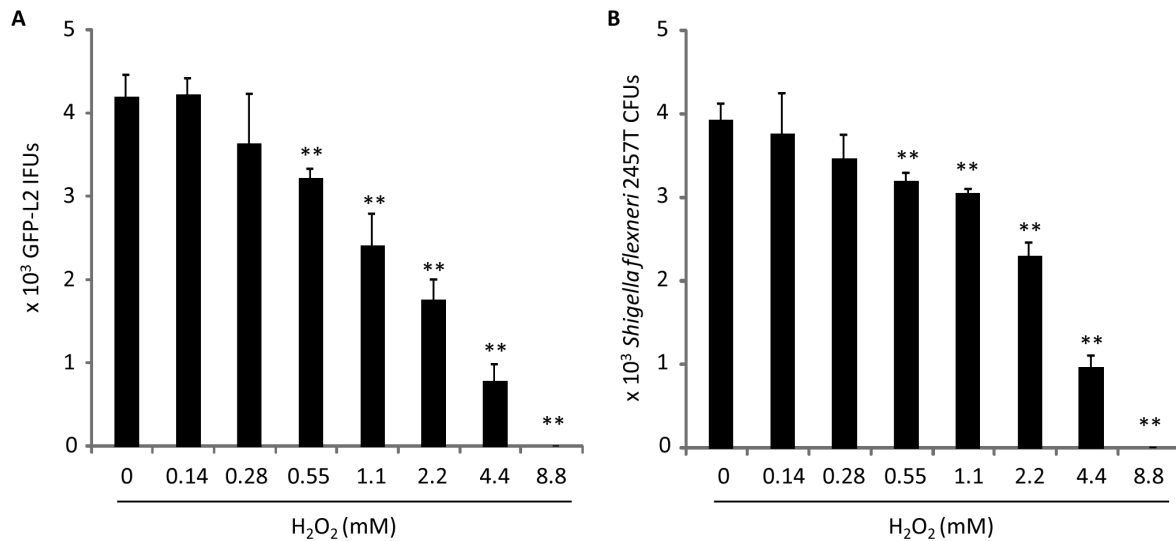 A
x 10³ GFP-L2 IFUs
5
4
3
2
1
0
**
**
**
**
**
0 0.14 0.28 0.55 1.1 2.2 4.4 8.8
H₂O₂ (mM)
B
x 10³ Shigella flexneri 2457T CFUs
5
4
3
2
1
0
**
**
**
**
**
0 0.14 0.28 0.55 1.1 2.2 4.4 8.8
H₂O₂ (mM)